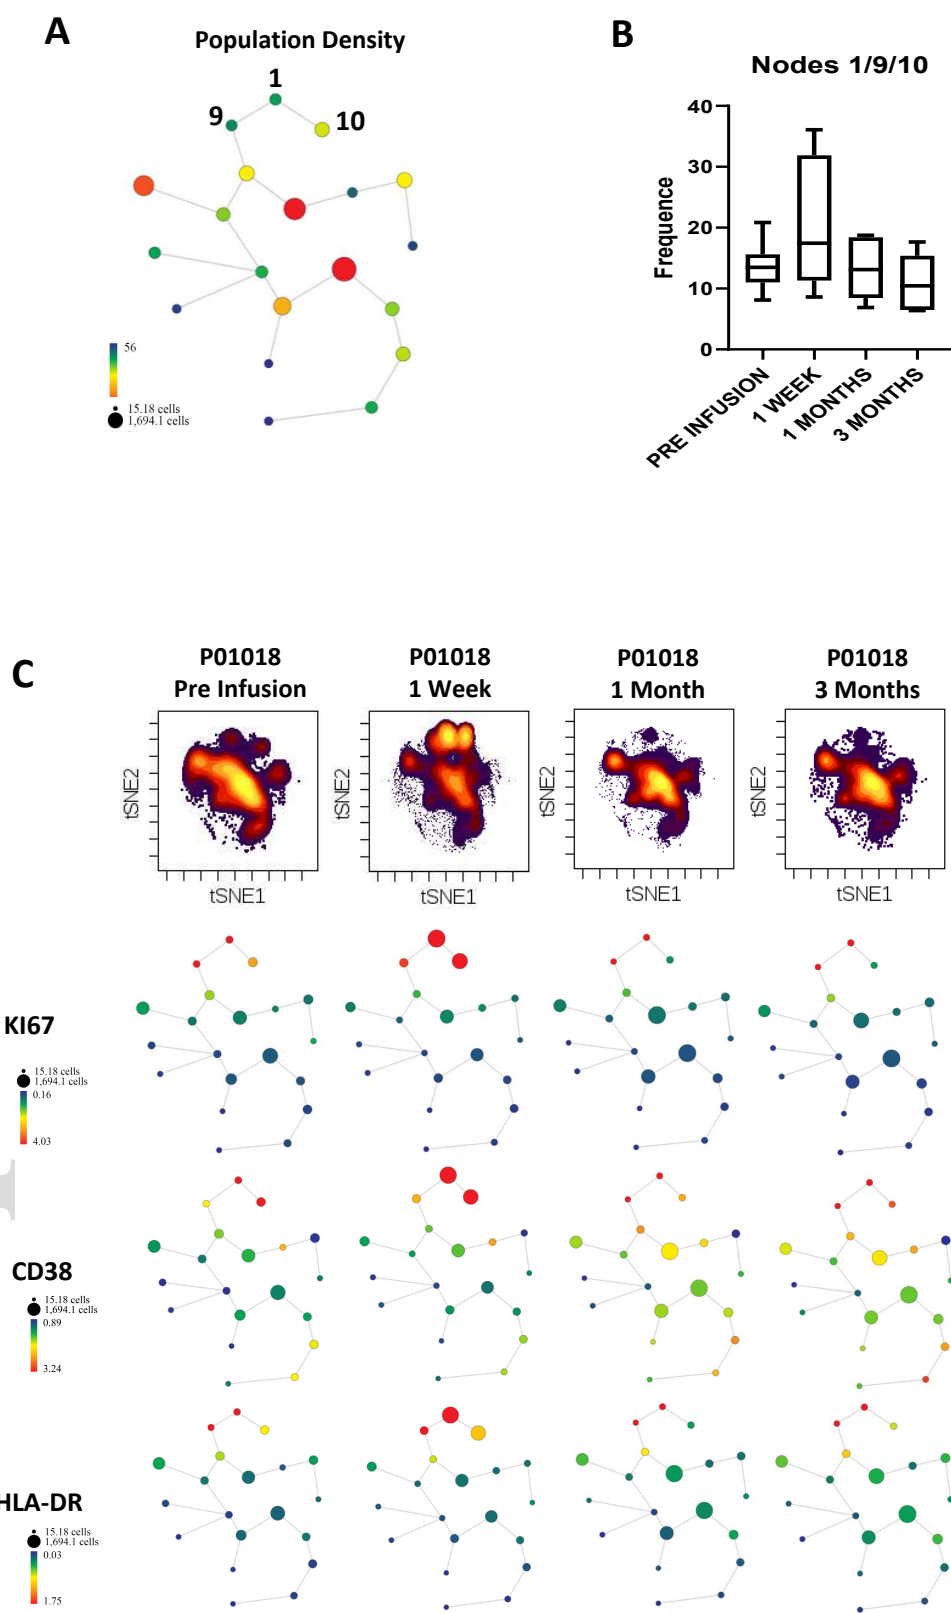 A
Population Density
1
9
10
56
15.18 cells
1,694.1 cells
B
Nodes 1/9/10
Frequence
40
30
20
10
0
PRE INFUSION
1 WEEK
1 MONTHS
3 MONTHS
C
P01018
Pre Infusion
P01018
1 Week
P01018
1 Month
P01018
3 Months
tSNE2
tSNE1
tSNE2
tSNE1
tSNE2
tSNE1
tSNE2
tSNE1
KI67
15.18 cells
1,694.1 cells
0.16
4.03
CD38
15.18 cells
1,694.1 cells
0.89
3.24
HLA-DR
15.18 cells
1,694.1 cells
0.03
1.75